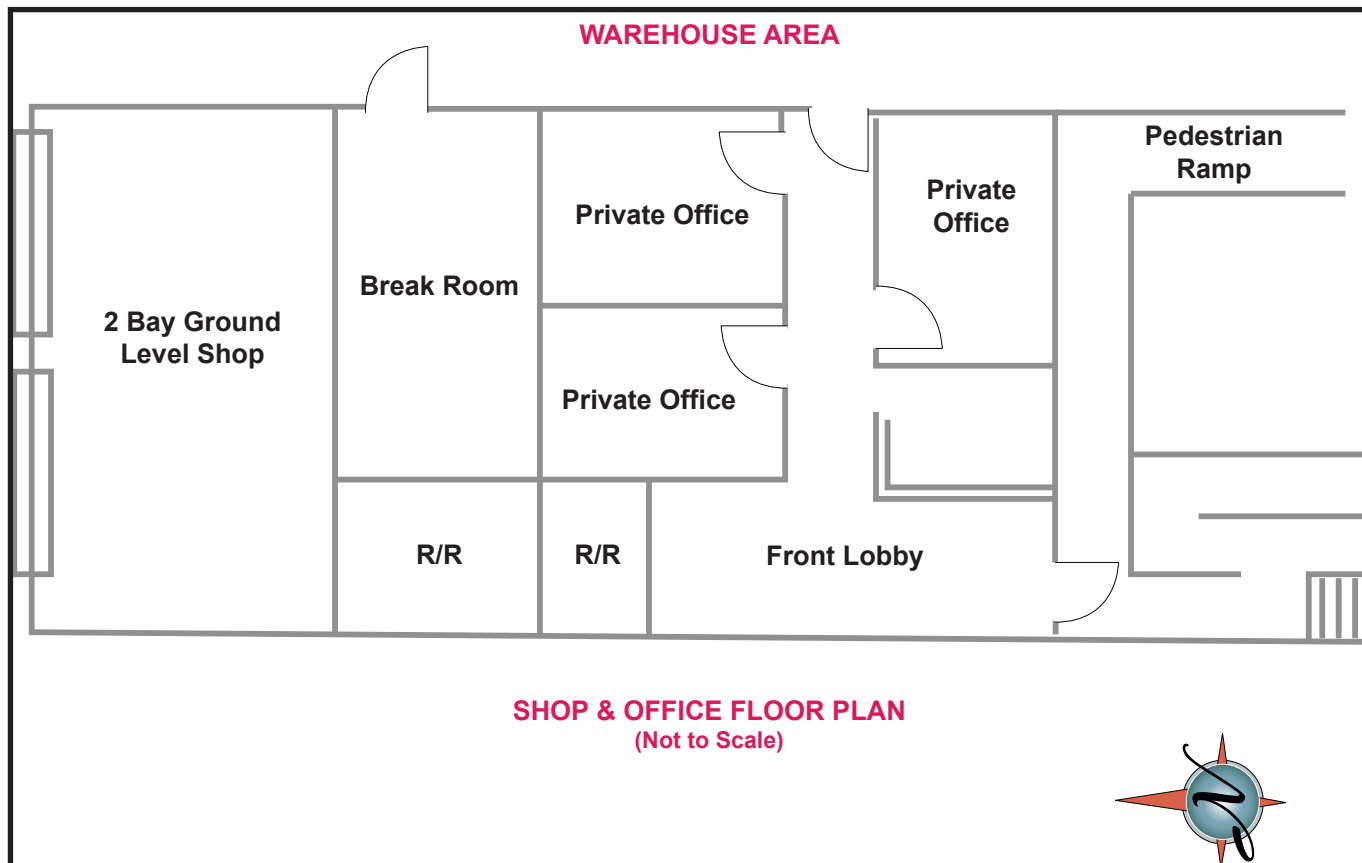 WAREHOUSE AREA
Pedestrian
Ramp
Private Office
Private
Office
Break Room
2 Bay Ground
Level Shop
Private Office
R/R
R/R
Front Lobby
SHOP & OFFICE FLOOR PLAN
(Not to Scale)
N